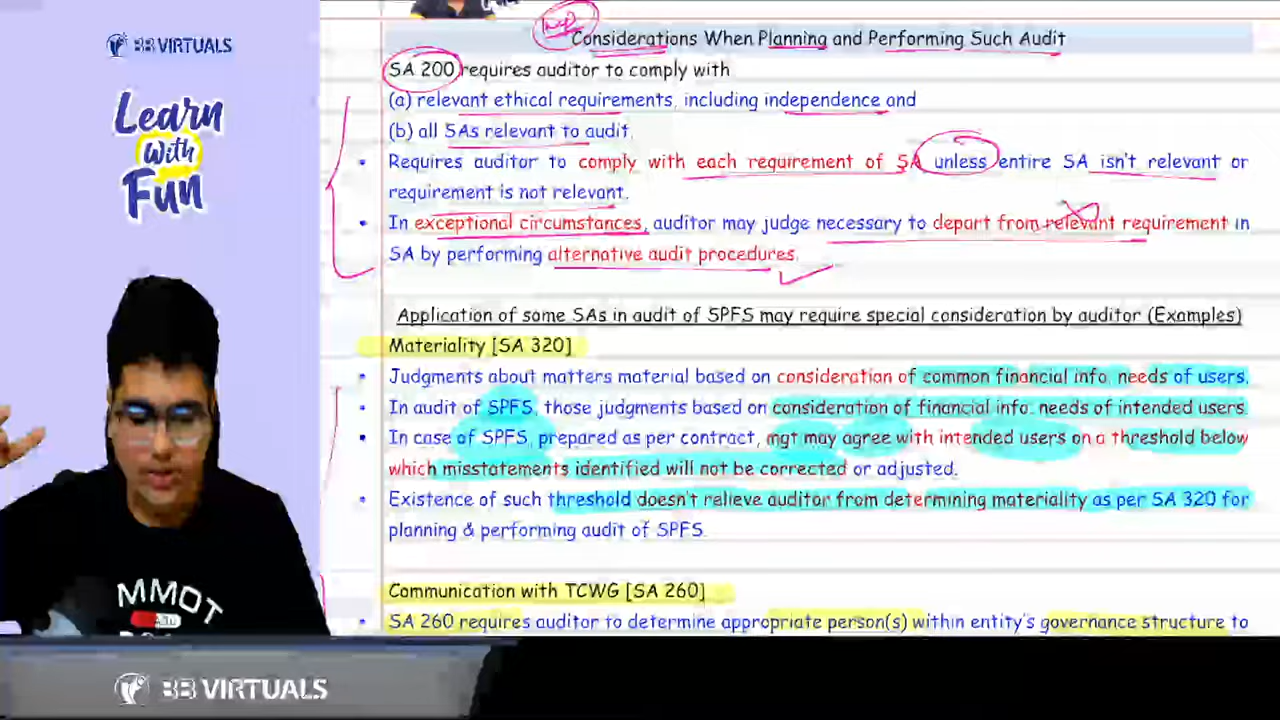 BB VIRTUALS
Learn
With
Fun
Imp
Considerations When Planning and Performing Such Audit
SA 200 requires auditor to comply with
(a) relevant ethical requirements, including independence and
(b) all SAs relevant to audit.
• Requires auditor to comply with each requirement of SA unless entire SA isn't relevant or
requirement is not relevant.
• In exceptional circumstances, auditor may judge necessary to depart from relevant requirement in
SA by performing alternative audit procedures.
Application of some SAs in audit of SPFS may require special consideration by auditor (Examples)
Materiality [SA 320]
• Judgments about matters material based on consideration of common financial info. needs of users.
• In audit of SPFS, those judgments based on consideration of financial info. needs of intended users.
• In case of SPFS, prepared as per contract, mgt may agree with intended users on a threshold below
which misstatements identified will not be corrected or adjusted.
• Existence of such threshold doesn't relieve auditor from determining materiality as per SA 320 for
planning & performing audit of SPFS.
Communication with TCWG [SA 260]
• SA 260 requires auditor to determine appropriate person(s) within entity's governance structure to
MMOT
BB VIRTUALS